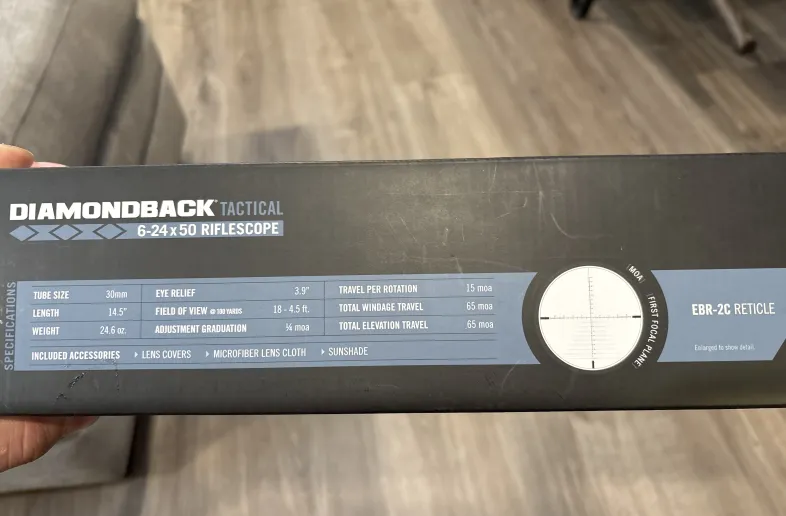 DIAMONDBACK® TACTICAL
6-24x50 RIFLESCOPE
SPECIFICATIONS
TUBE SIZE 30mm
LENGTH 14.5"
WEIGHT 24.6 oz.
EYE RELIEF 3.9"
FIELD OF VIEW @ 100 YARDS 18 - 4.5 ft.
ADJUSTMENT GRADUATION ¼ moa
TRAVEL PER ROTATION 15 moa
TOTAL WINDAGE TRAVEL 65 moa
TOTAL ELEVATION TRAVEL 65 moa
INCLUDED ACCESSORIES ▸ LENS COVERS ▸ MICROFIBER LENS CLOTH ▸ SUNSHADE
(MOA) FIRST FOCAL PLANE
EBR-2C RETICLE
Enlarged to show detail.